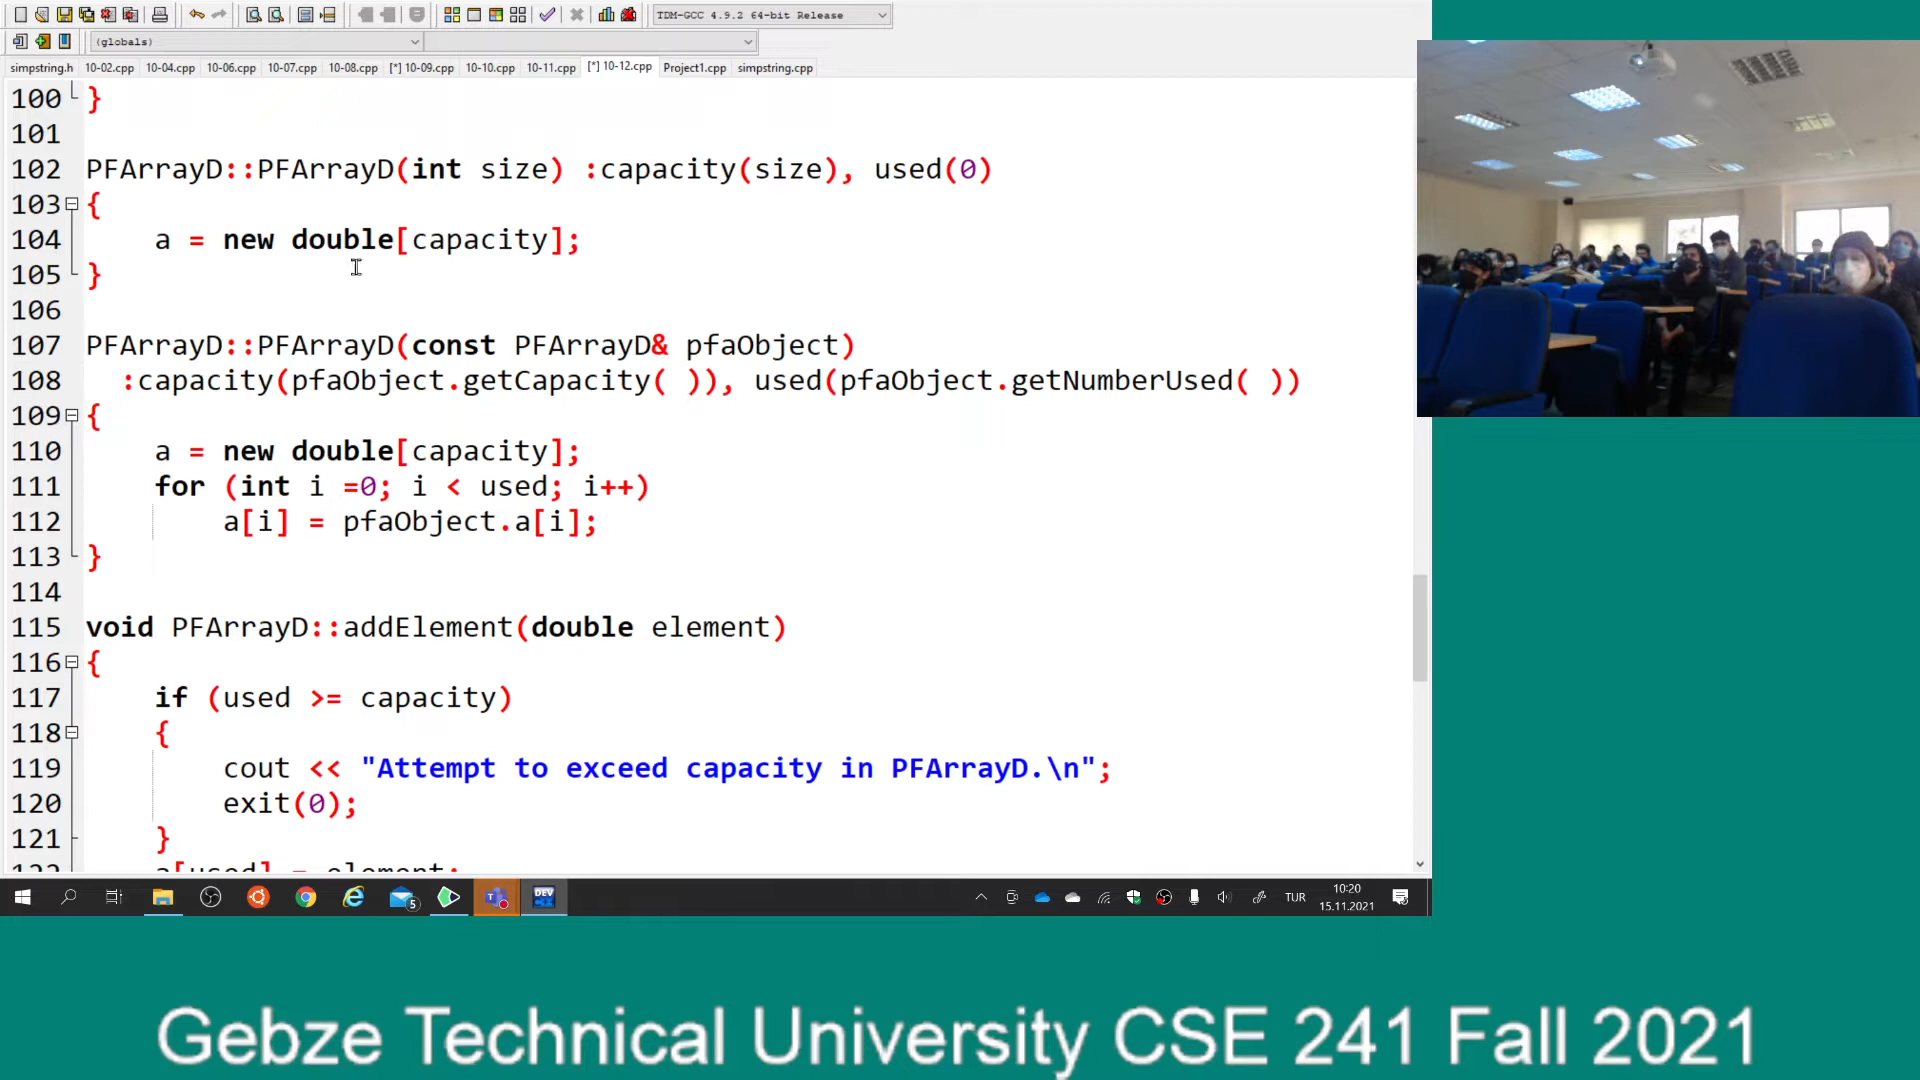 TDM-GCC 4.9.2 64-bit Release
(globals)
simpstring.h 10-02.cpp 10-04.cpp 10-06.cpp 10-07.cpp 10-08.cpp [*] 10-09.cpp 10-10.cpp 10-11.cpp [*] 10-12.cpp Project1.cpp simpstring.cpp
100 }
101
102 PFArrayD::PFArrayD(int size) :capacity(size), used(0)
103 {
104 a = new double[capacity];
105 }
106
107 PFArrayD::PFArrayD(const PFArrayD& pfaObject)
108 :capacity(pfaObject.getCapacity( )), used(pfaObject.getNumberUsed( ))
109 {
110 a = new double[capacity];
111 for (int i =0; i < used; i++)
112 a[i] = pfaObject.a[i];
113 }
114
115 void PFArrayD::addElement(double element)
116 {
117 if (used >= capacity)
118 {
119 cout << "Attempt to exceed capacity in PFArrayD.\n";
120 exit(0);
121 }
122 a[used] = element;
5
DEV
TUR
10:20
15.11.2021
Gebze Technical University CSE 241 Fall 2021